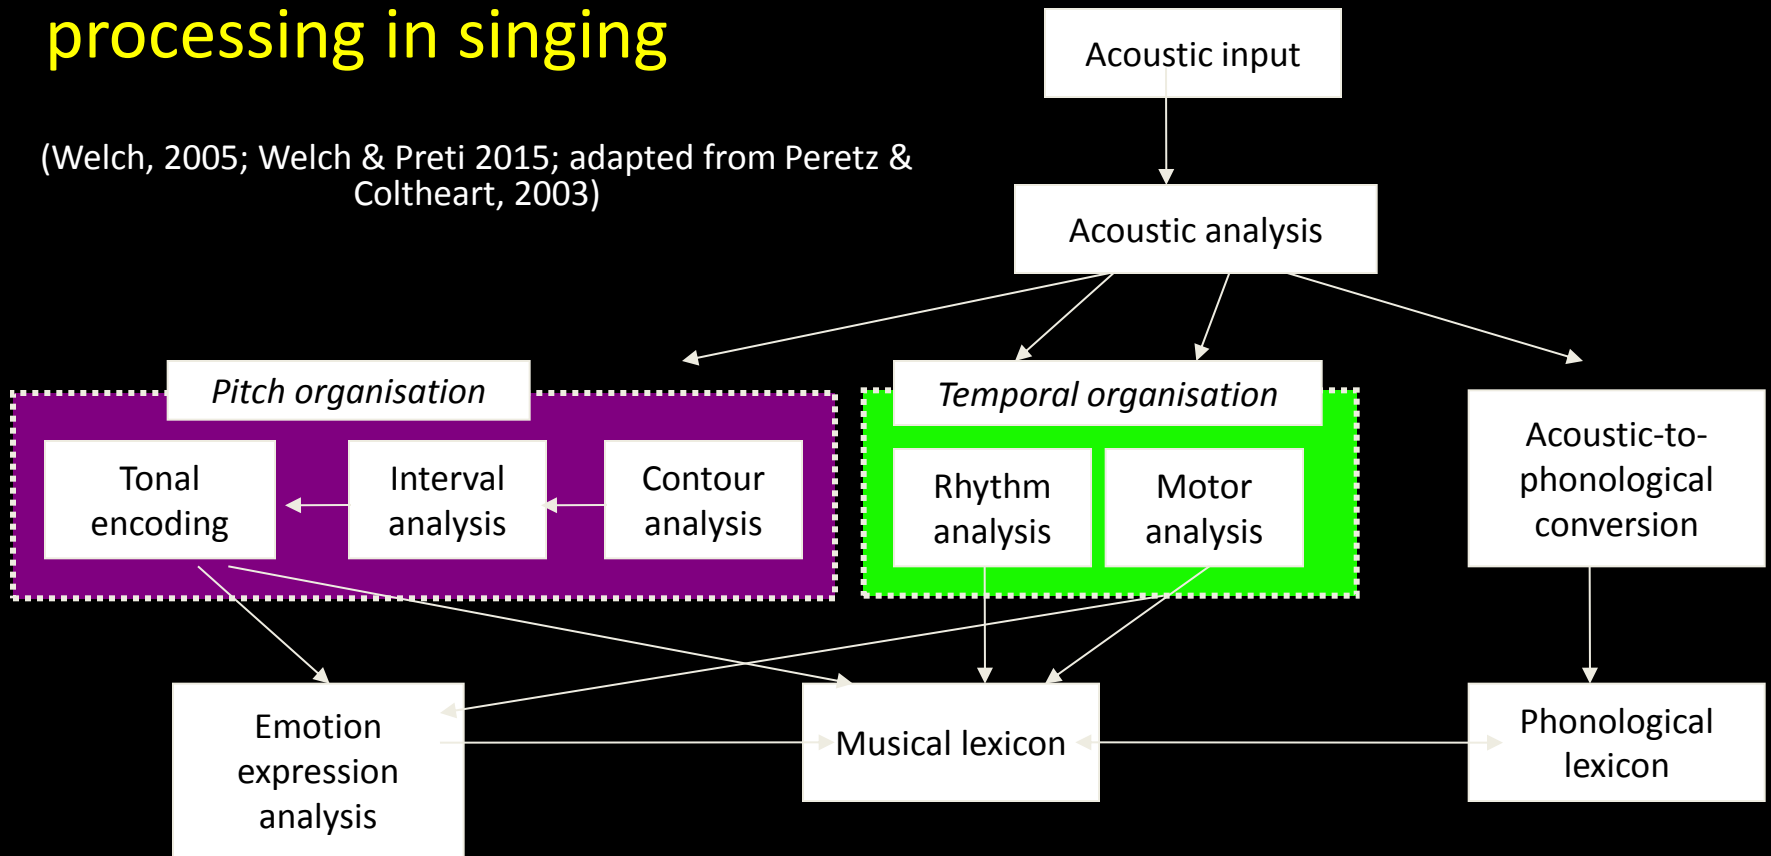 processing in singing
Acoustic input
(Welch, 2005; Welch & Preti 2015; adapted from Peretz &
Coltheart, 2003)
Acoustic analysis
Pitch organisation
Temporal organisation
Tonal
encoding
Interval
analysis
Contour
analysis
Rhythm
analysis
Motor
analysis
Acoustic-to-
phonological
conversion
Emotion
expression
analysis
Musical lexicon
Phonological
lexicon